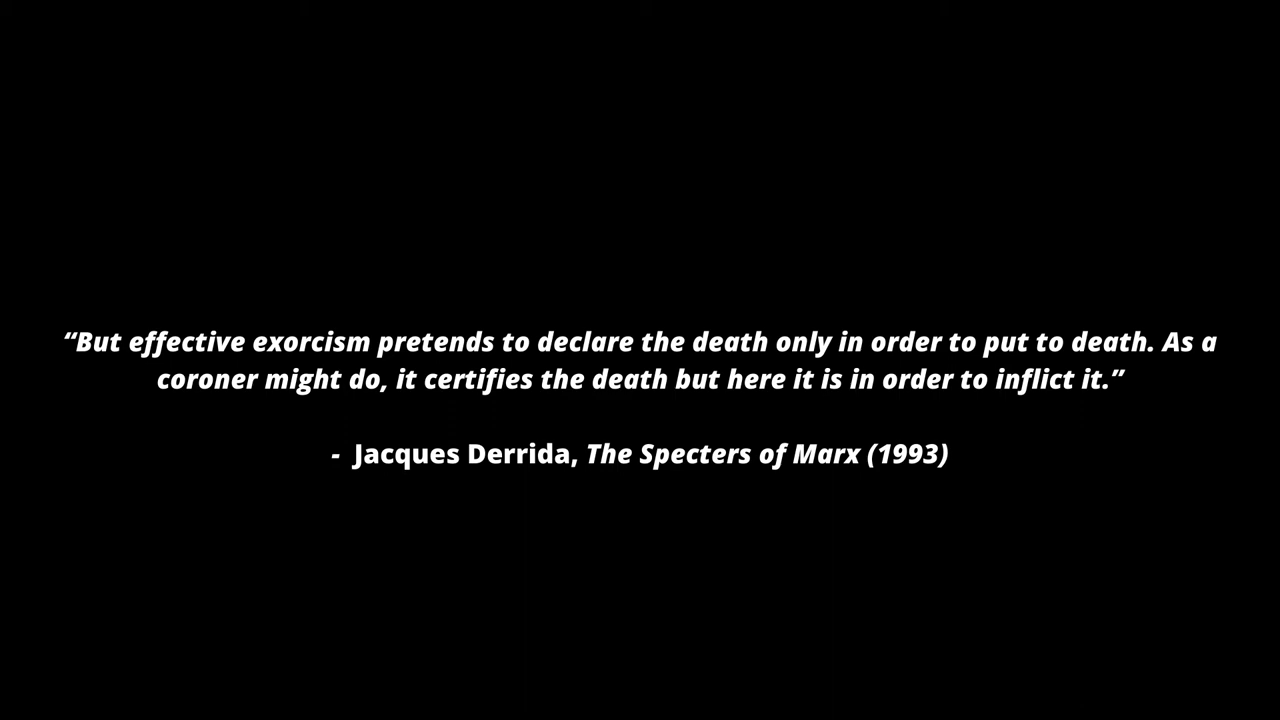 “But effective exorcism pretends to declare the death only in order to put to death. As a
coroner might do, it certifies the death but here it is in order to inflict it.”
- Jacques Derrida, The Specters of Marx (1993)